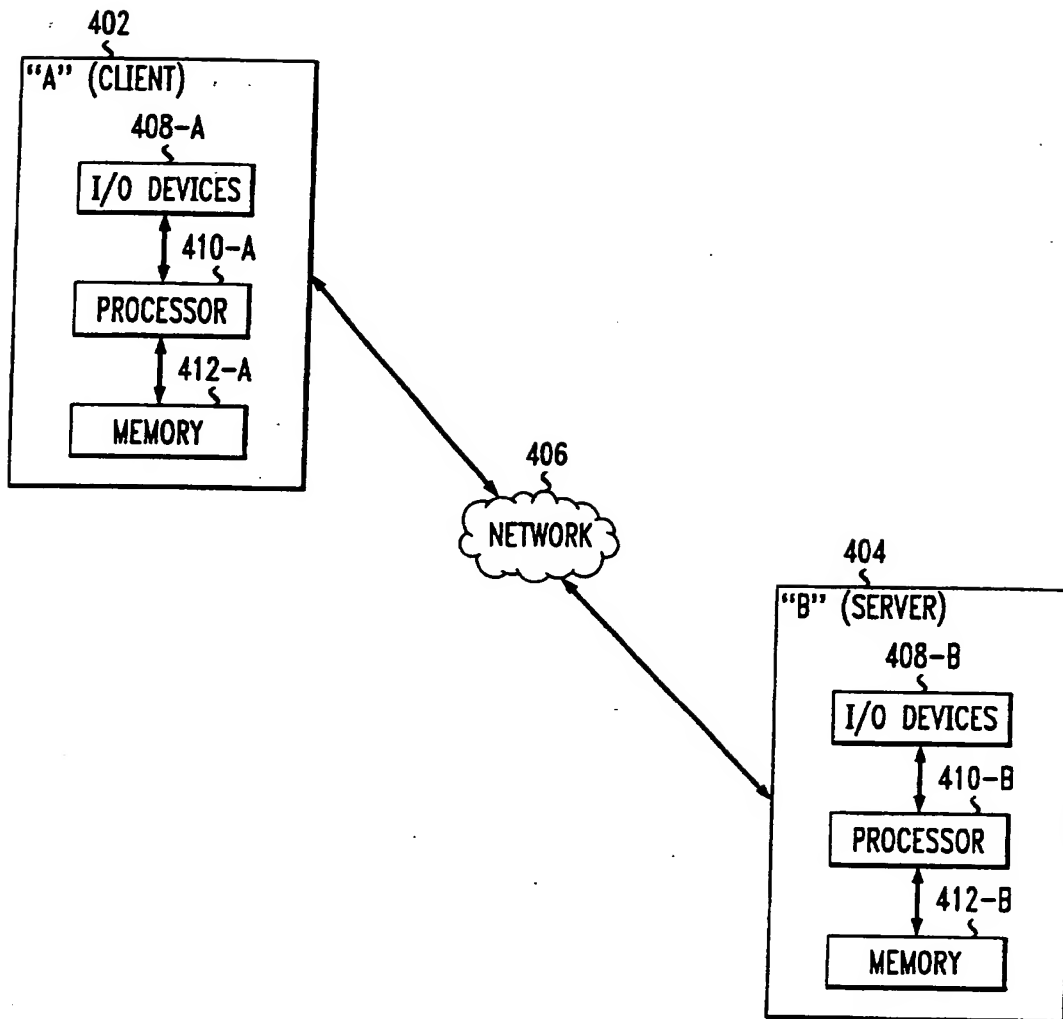 402
“A” (CLIENT)
408-A
I/O DEVICES
410-A
PROCESSOR
412-A
MEMORY
406
NETWORK
404
“B” (SERVER)
408-B
I/O DEVICES
410-B
PROCESSOR
412-B
MEMORY